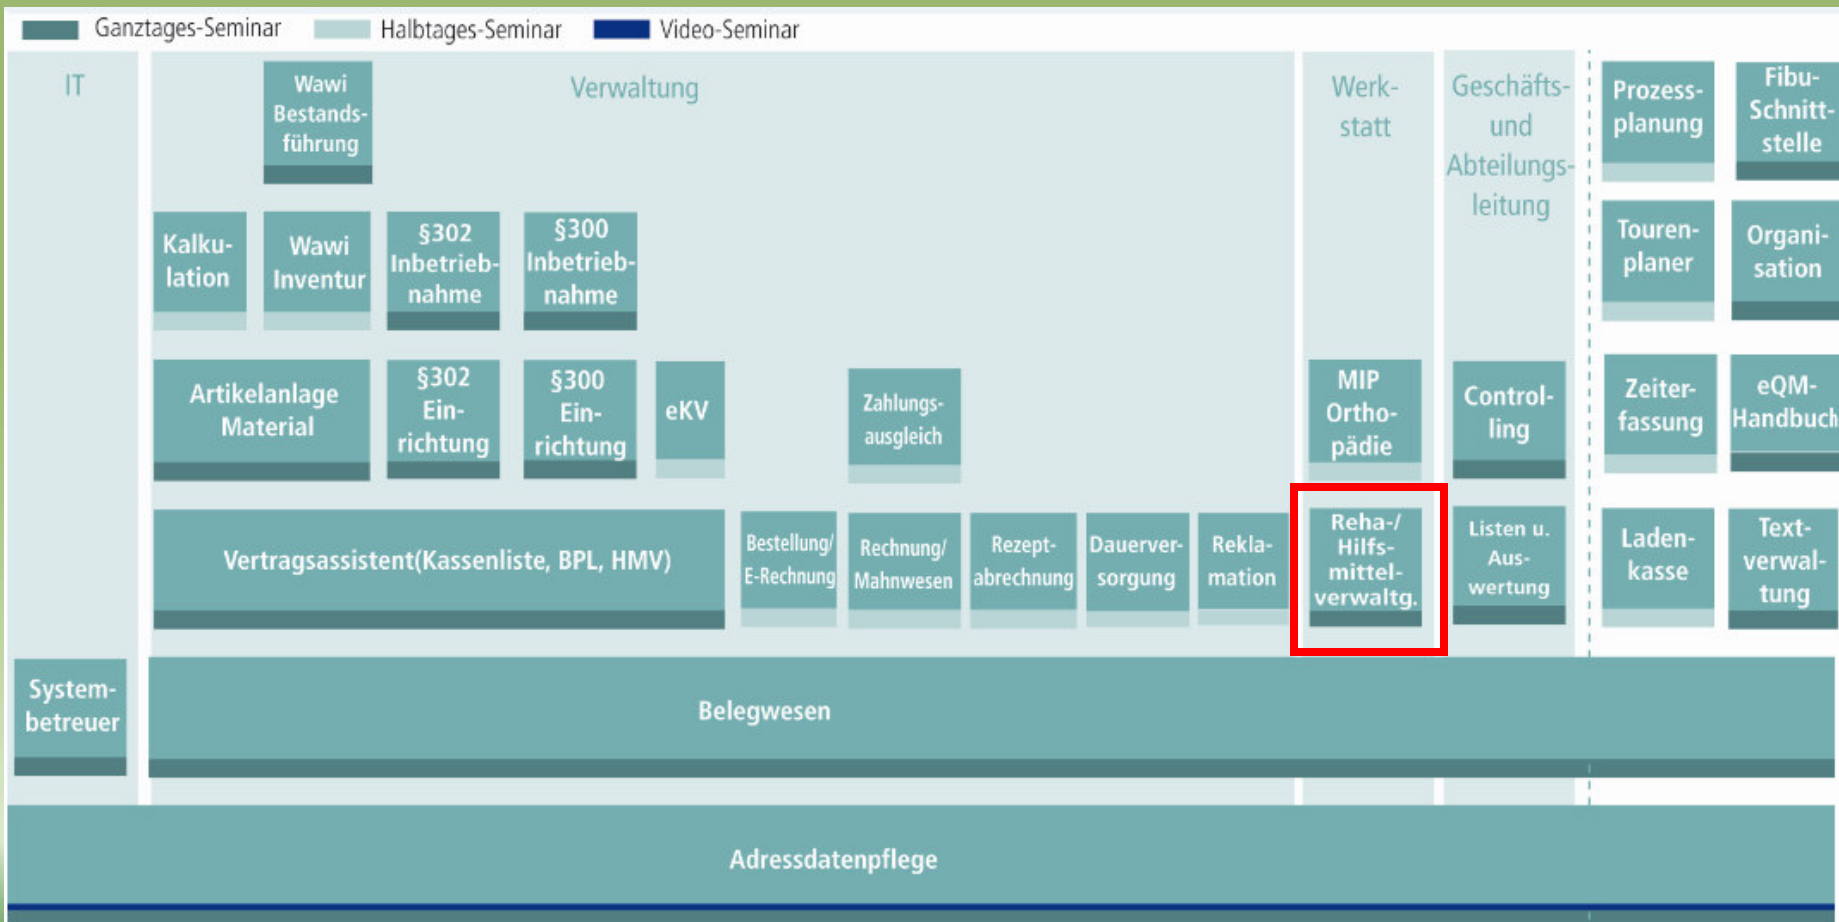 Ganztages-Seminar
Halbtages-Seminar
Video-Seminar
IT
Verwaltung
Werk-
statt
Geschäfts-
und
Abteilungs-
leitung
Wawi
Bestands-
führung
Prozess-
planung
Fibu-
Schnitt-
stelle
Kalku-
lation
Wawi
Inventur
§302
Inbetrieb-
nahme
§300
Inbetrieb-
nahme
Touren-
planer
Organi-
sation
Artikelanlage
Material
§302
Ein-
richtung
§300
Ein-
richtung
eKV
Zahlungs-
ausgleich
MIP
Ortho-
pädie
Control-
ling
Zeiter-
fassung
eQM-
Handbuch
Vertragsassistent(Kassenliste, BPL, HMV)
Bestellung/
E-Rechnung
Rechnung/
Mahnwesen
Rezept-
abrechnung
Dauerver-
sorgung
Rekla-
mation
Reha-/
Hilfs-
mittel-
verwaltg.
Listen u.
Aus-
wertung
Laden-
kasse
Text-
verwal-
tung
System-
betreuer
Belegwesen
Adressdatenpflege